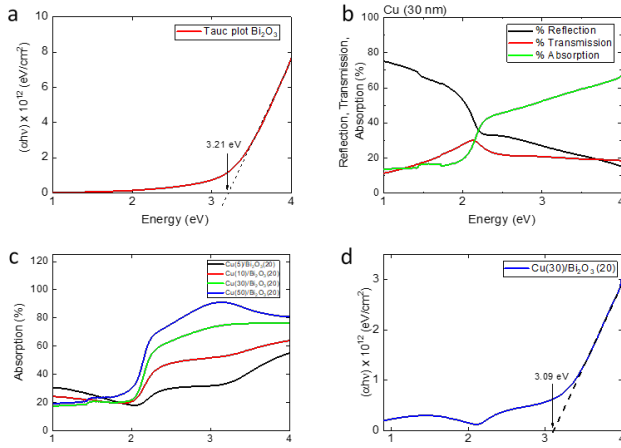 a
Tauc plot Bi₂O₃
(αhν) x 10¹² (eV/cm²)
8
6
4
2
0
3.21 eV
1
2
3
4
Energy (eV)
b
Cu (30 nm)
% Reflection
% Transmission
% Absorption
Reflection, Transmission,
Absorption (%)
100
80
60
40
20
0
1
2
3
4
Energy (eV)
c
Cu(5)/Bi₂O₃(20)
Cu(10)/Bi₂O₃(20)
Cu(30)/Bi₂O₃(20)
Cu(50)/Bi₂O₃(20)
Absorption (%)
120
100
80
60
40
20
0
1
2
3
4
Energy (eV)
d
Cu(30)/Bi₂O₃(20)
(αhν) x 10¹² (eV/cm²)
3
2
1
0
3.09 eV
1
2
3
4
Energy (eV)